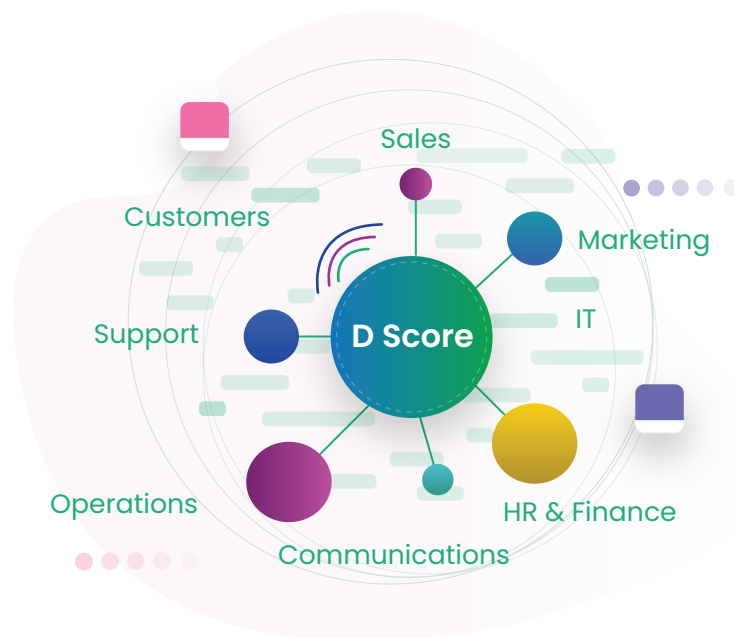 Sales
Customers
Marketing
IT
Support
D Score
Operations
HR & Finance
Communications